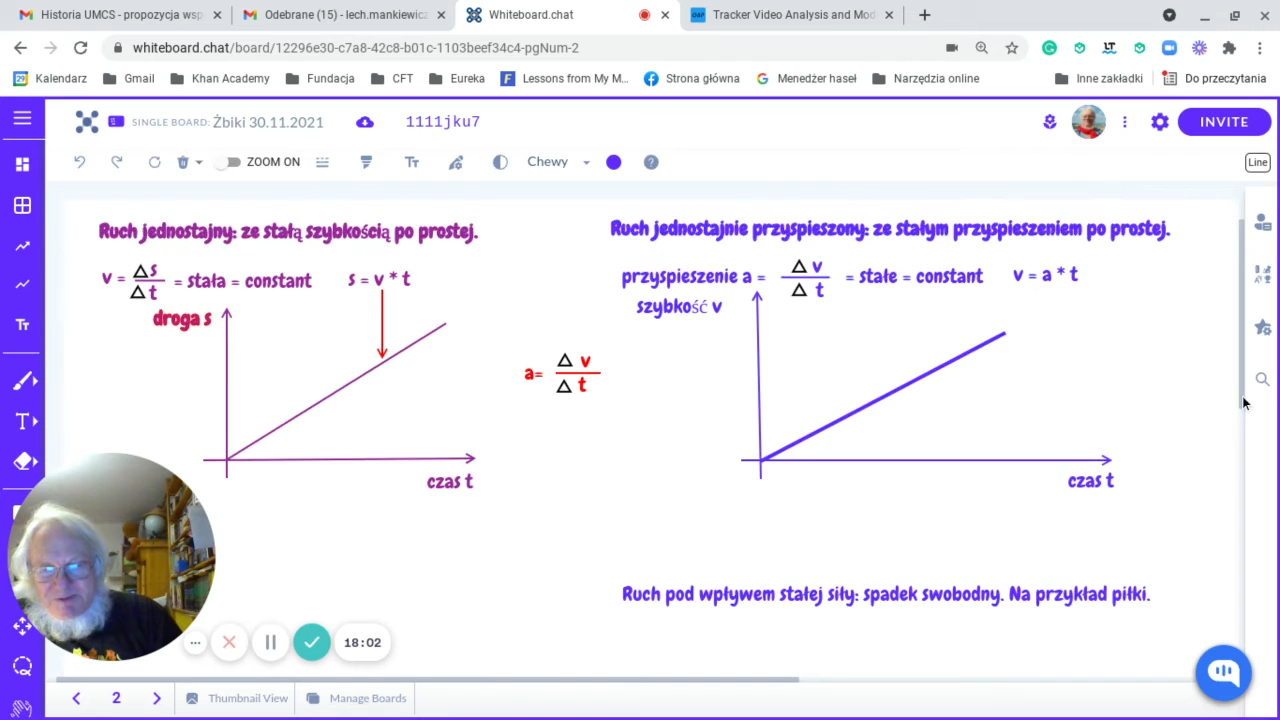 Historia UMCS - propozycja wsp
Odebrane (15) - lech.mankiewicz
Whiteboard.chat
Tracker Video Analysis and Mod
whiteboard.chat/board/12296e30-c7a8-42c8-b01c-1103beef34c4-pgNum-2
Kalendarz
Gmail
Khan Academy
Fundacja
CFT
Eureka
Lessons from My M...
Strona główna
Menedżer haseł
Narzędzia online
Inne zakładki
Do przeczytania
SINGLE BOARD: Żbiki 30.11.2021
1111jku7
INVITE
ZOOM ON
Tт
Chewy
Line
Ruch jednostajny: ze stałą szybkością po prostej.
v = Δs / Δt = stała = constant
s = v * t
droga s
czas t
a= Δ v / Δ t
Ruch jednostajnie przyspieszony: ze stałym przyspieszeniem po prostej.
przyspieszenie a = Δ v / Δ t = stałe = constant
v = a * t
szybkość v
czas t
Ruch pod wpływem stałej siły: spadek swobodny. Na przykład piłki.
18:02
2
Thumbnail View
Manage Boards